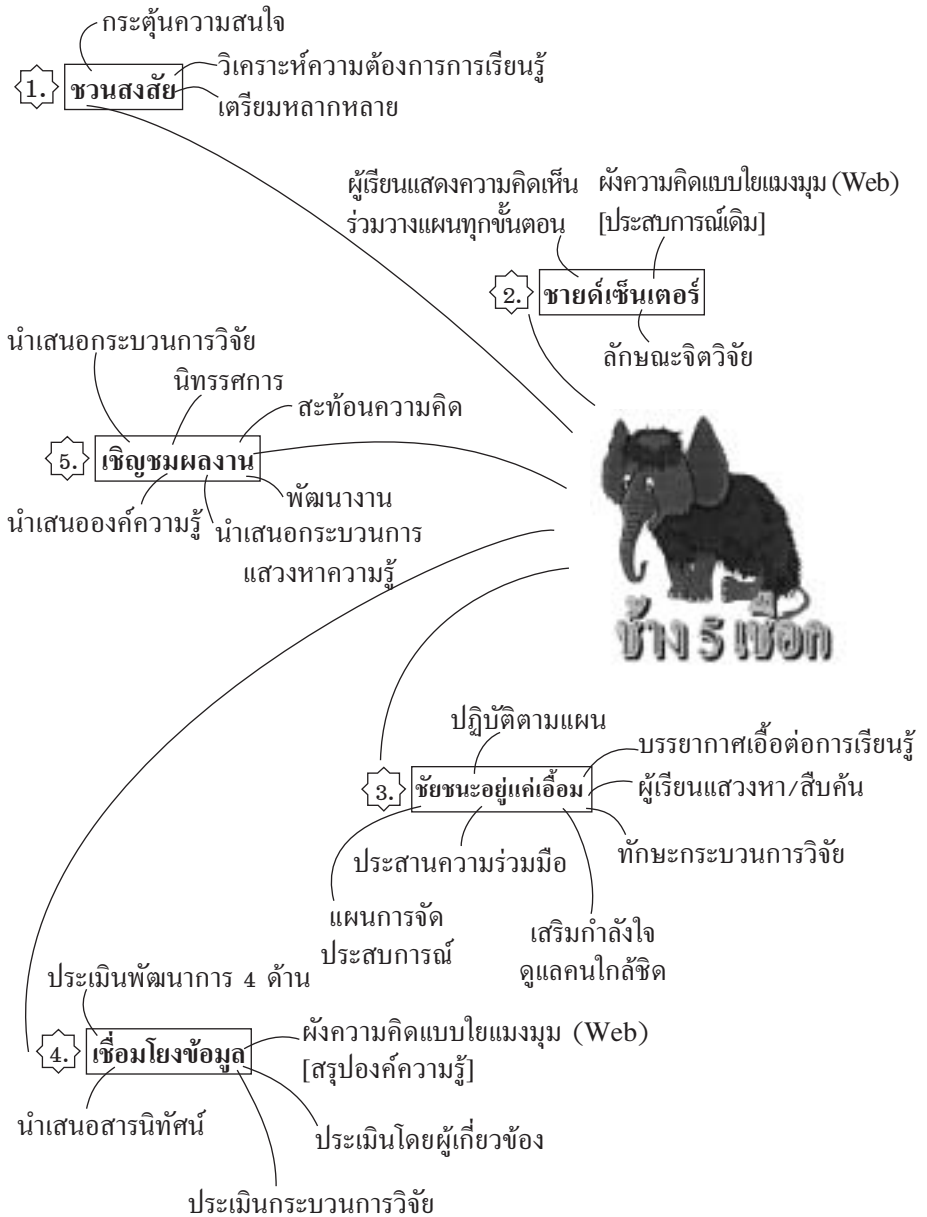 กระตุ้นความสนใจ
1. ชวนสงสัย
วิเคราะห์ความต้องการการเรียนรู้
เตรียมหลากหลาย
ผู้เรียนแสดงความคิดเห็น
ร่วมวางแผนทุกขั้นตอน
ผังความคิดแบบใยแมงมุม (Web)
[ประสบการณ์เดิม]
2. ชายด์เซ็นเตอร์
ลักษณะจิตวิจัย
นำเสนอกระบวนการวิจัย
นิทรรศการ
สะท้อนความคิด
5. เชิญชมผลงาน
พัฒนางาน
นำเสนอองค์ความรู้
นำเสนอกระบวนการ
แสวงหาความรู้
ช้าง 5 เชือก
ปฏิบัติตามแผน
บรรยากาศเอื้อต่อการเรียนรู้
3. ชัยชนะอยู่แค่เอื้อม
ผู้เรียนแสวงหา/สืบค้น
ประสานความร่วมมือ
ทักษะกระบวนการวิจัย
แผนการจัด
ประสบการณ์
เสริมกำลังใจ
ดูแลคนใกล้ชิด
ประเมินพัฒนาการ 4 ด้าน
4. เชื่อมโยงข้อมูล
ผังความคิดแบบใยแมงมุม (Web)
[สรุปองค์ความรู้]
นำเสนอสารนิทัศน์
ประเมินโดยผู้เกี่ยวข้อง
ประเมินกระบวนการวิจัย